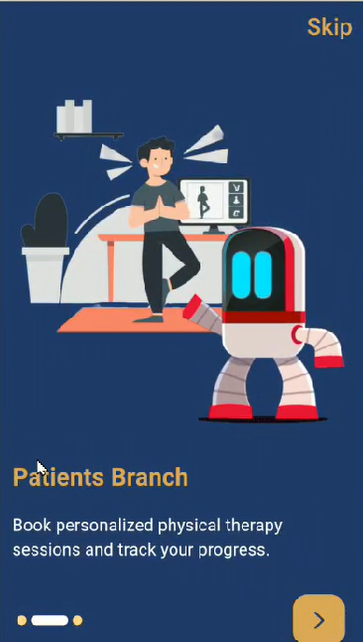 Skip
Patients Branch
Book personalized physical therapy
sessions and track your progress.